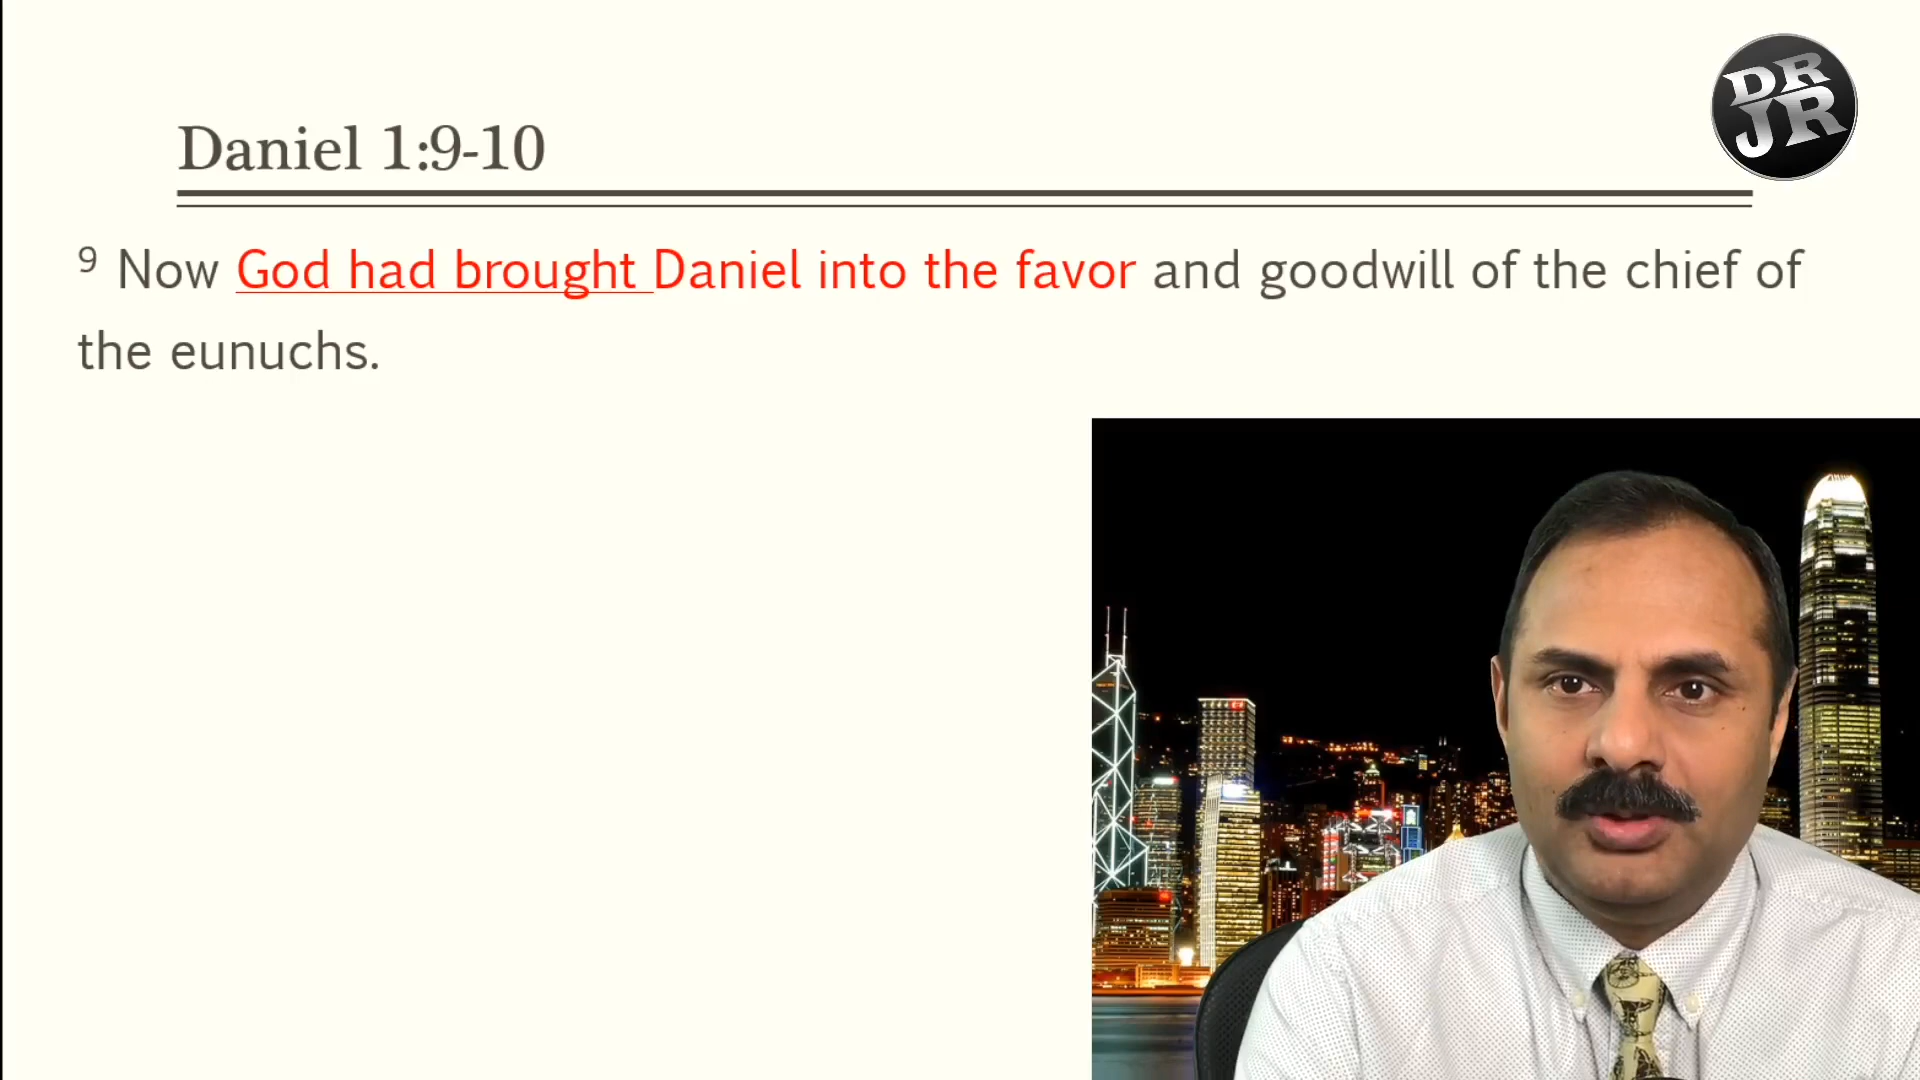 DR
JR
Daniel 1:9-10
9 Now God had brought Daniel into the favor and goodwill of the chief of
the eunuchs.